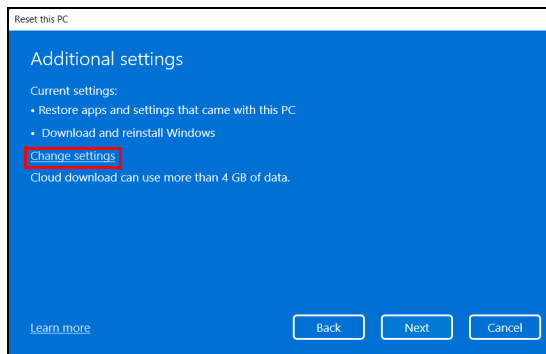 Reset this PC
Additional settings
Current settings:
• Restore apps and settings that came with this PC
• Download and reinstall Windows
Change settings
Cloud download can use more than 4 GB of data.
Learn more
Back
Next
Cancel